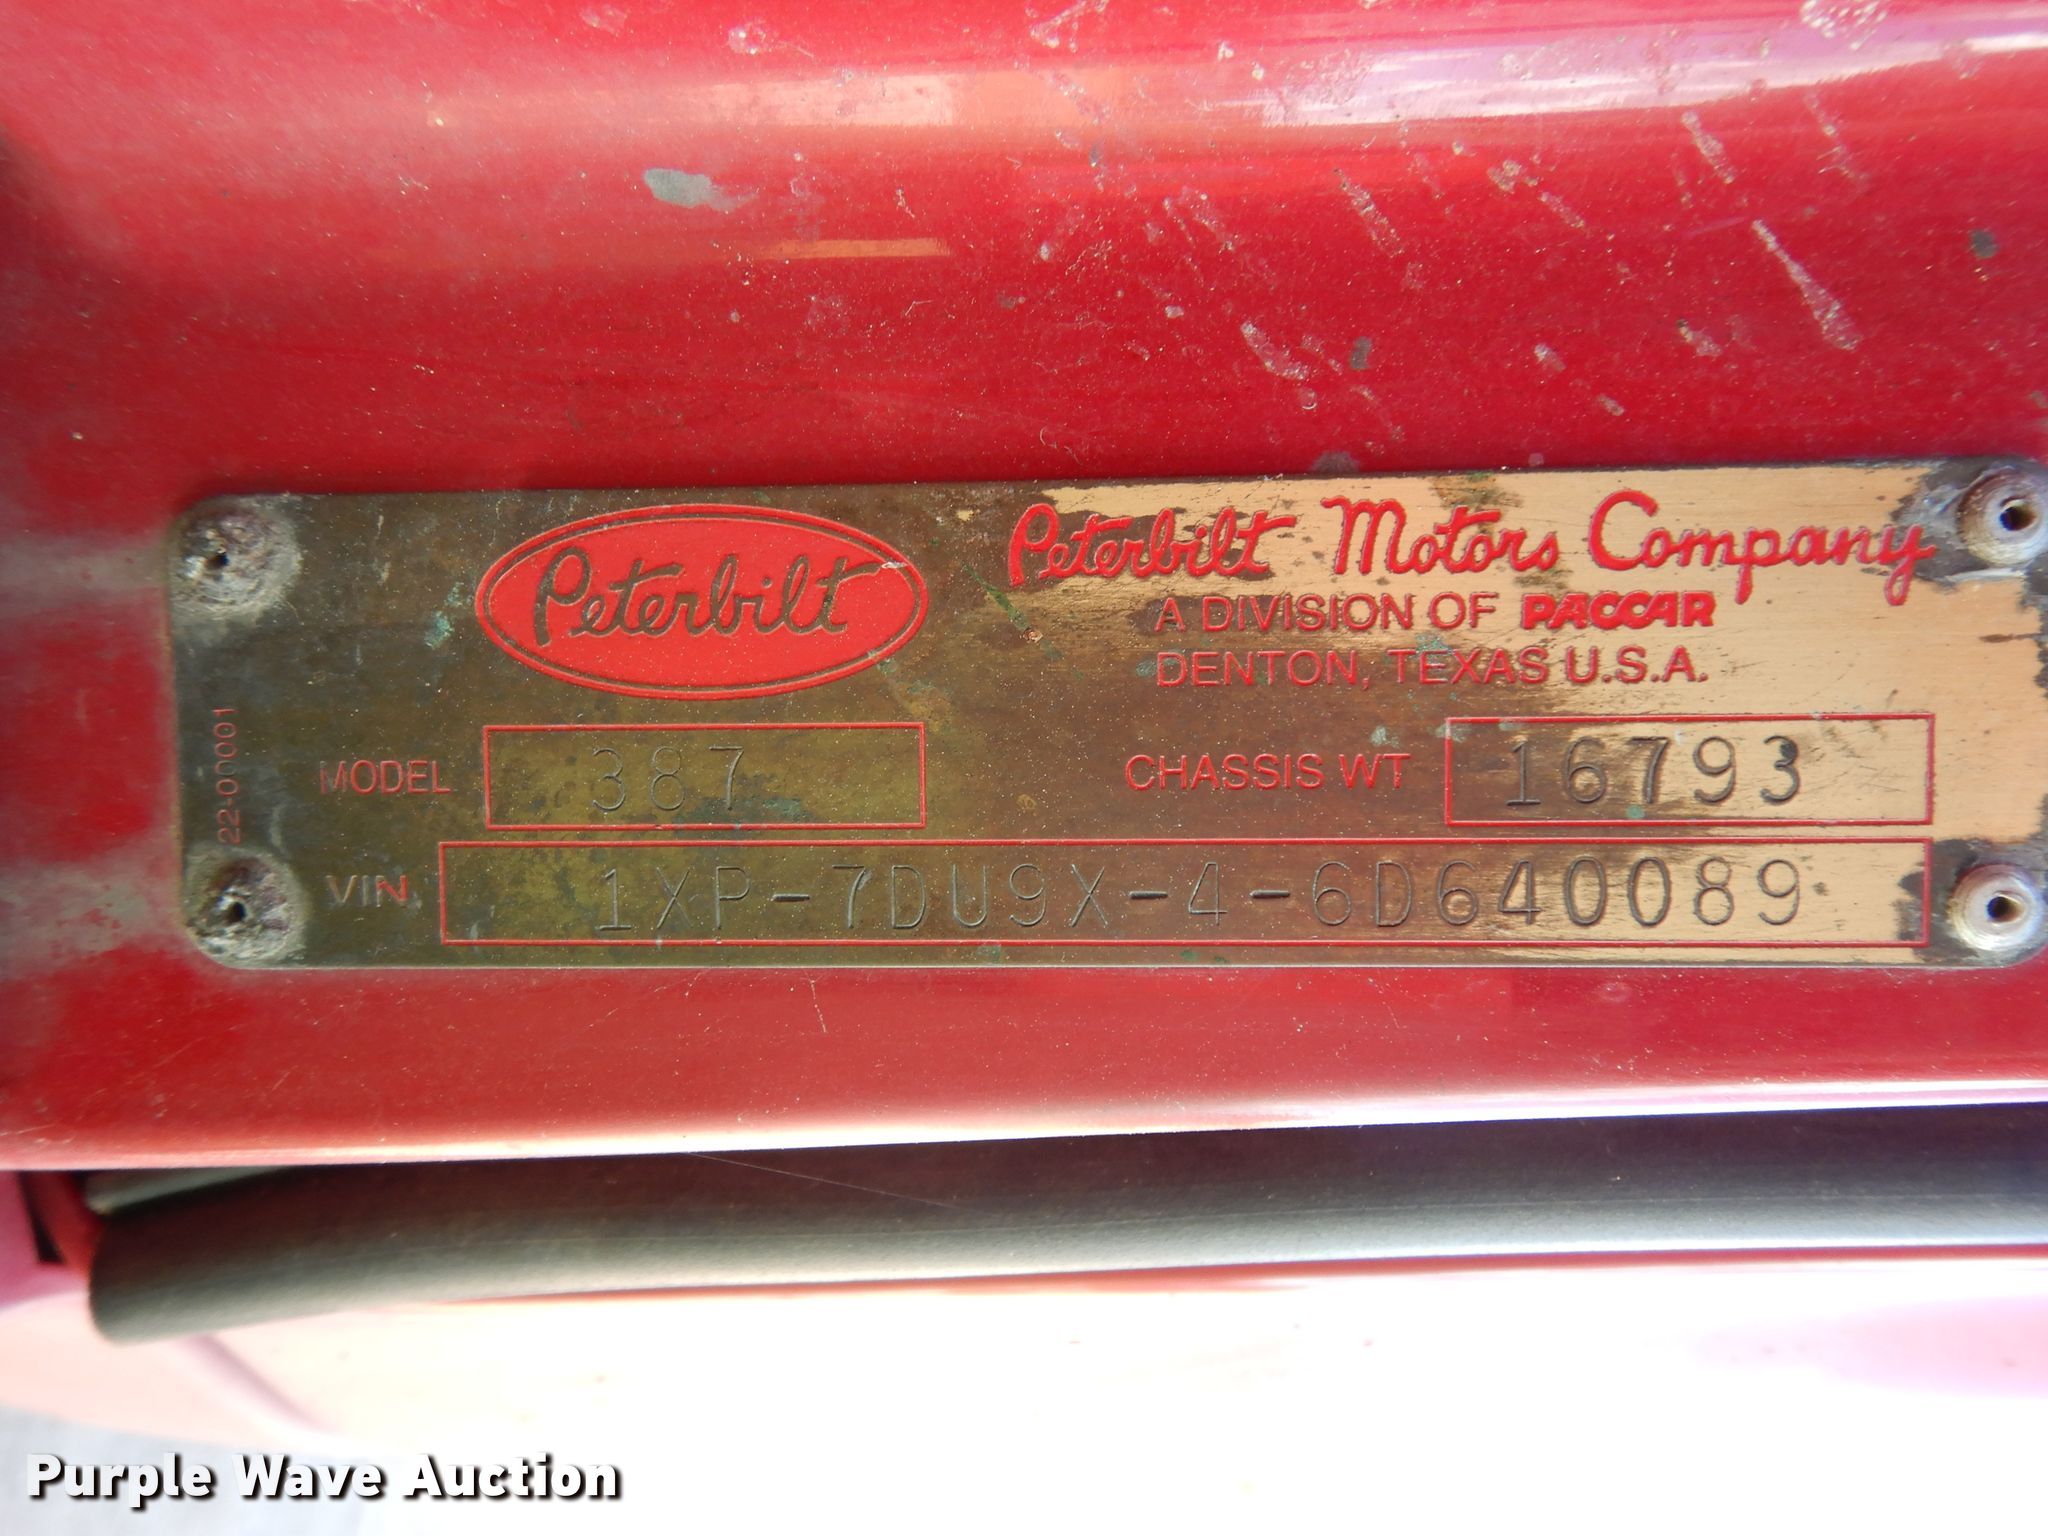 Peterbilt
Peterbilt Motors Company
A DIVISION OF PACCAR
DENTON, TEXAS U.S.A.
22-00001
MODEL 387
CHASSIS WT 16793
VIN 1XP-7DU9X-4-6D640089
Purple Wave Auction